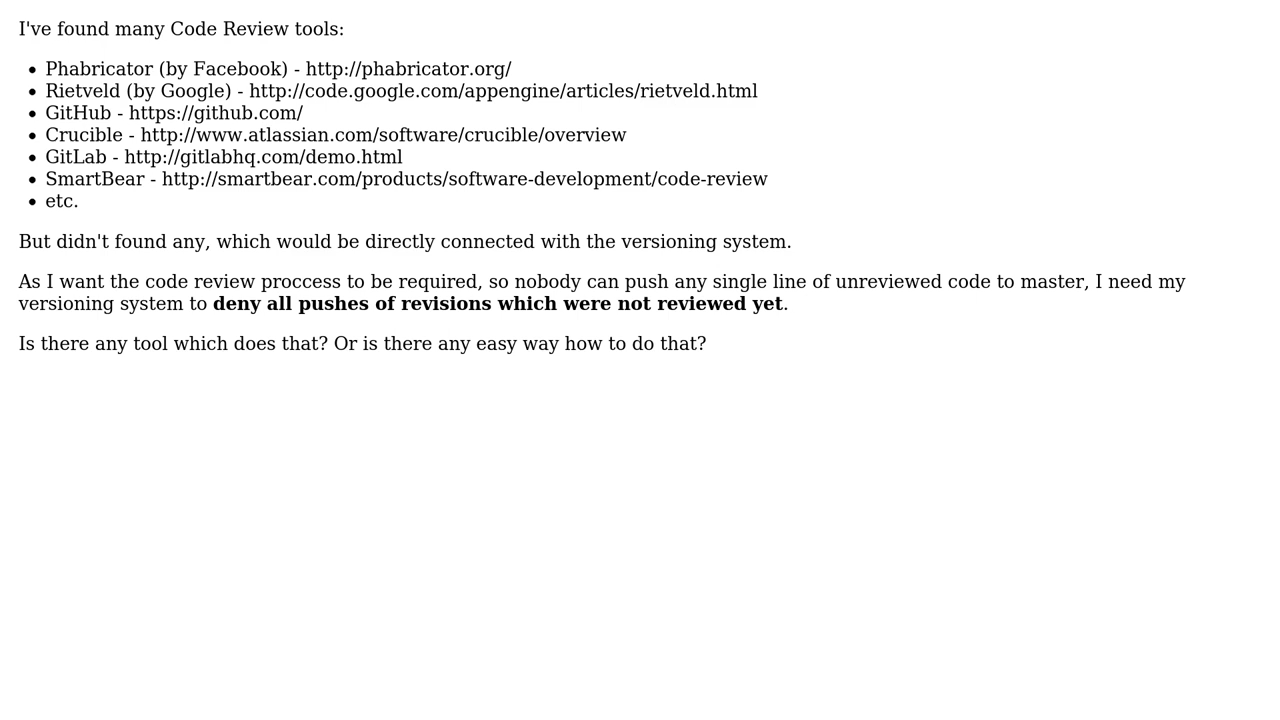 I've found many Code Review tools:
• Phabricator (by Facebook) - http://phabricator.org/
• Rietveld (by Google) - http://code.google.com/appengine/articles/rietveld.html
• GitHub - https://github.com/
• Crucible - http://www.atlassian.com/software/crucible/overview
• GitLab - http://gitlabhq.com/demo.html
• SmartBear - http://smartbear.com/products/software-development/code-review
• etc.
But didn't found any, which would be directly connected with the versioning system.
As I want the code review proccess to be required, so nobody can push any single line of unreviewed code to master, I need my
versioning system to deny all pushes of revisions which were not reviewed yet.
Is there any tool which does that? Or is there any easy way how to do that?